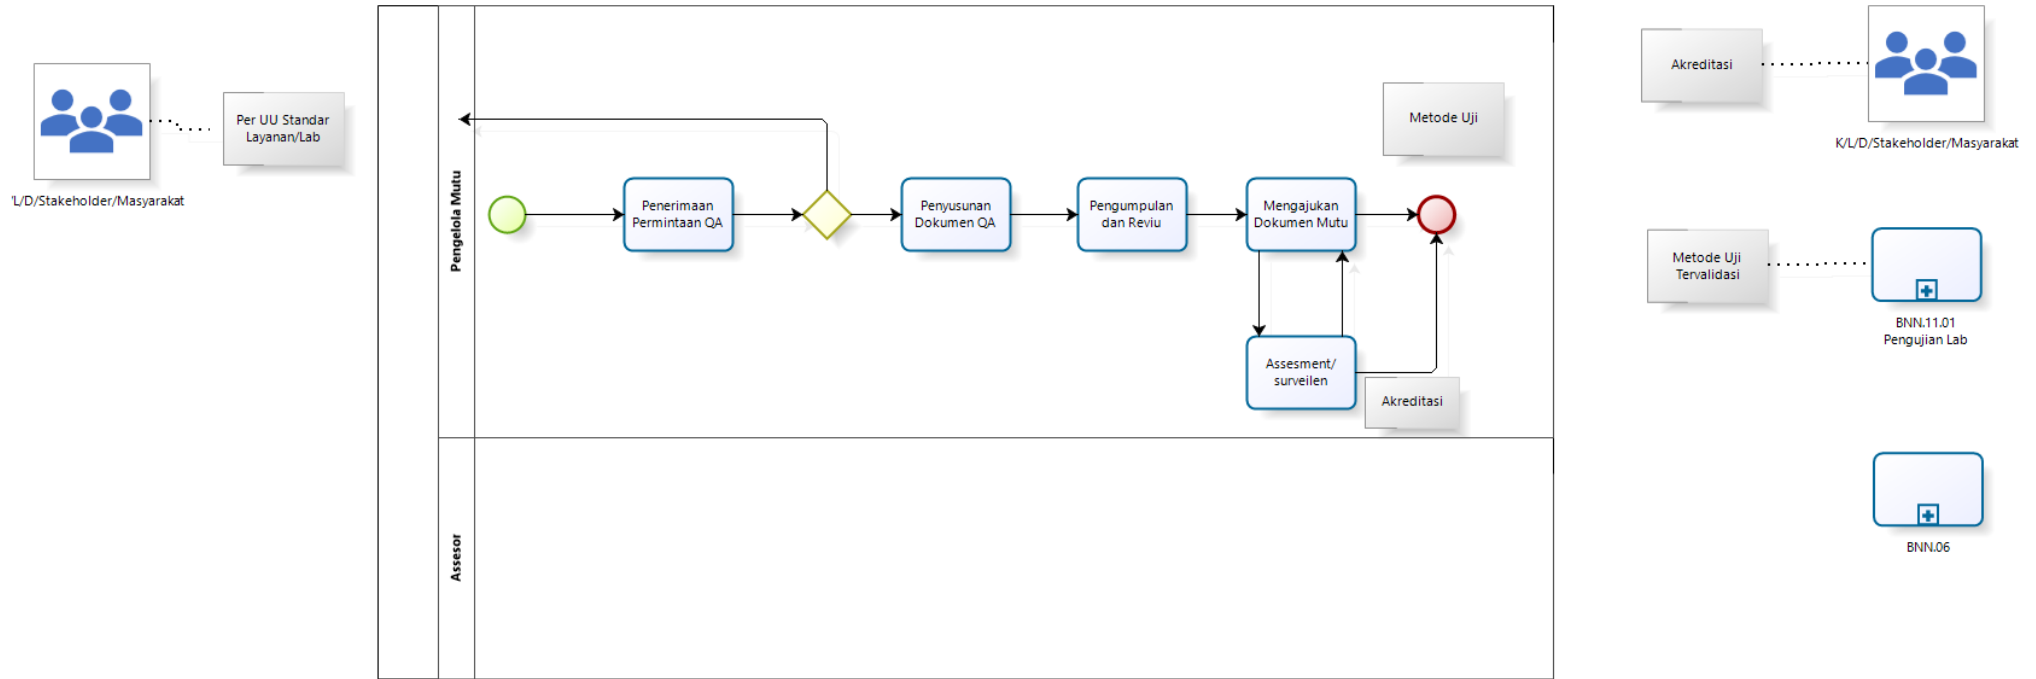 'L/D/Stakeholder/Masyarakat
Per UU Standar
Layanan/Lab
Pengelola Mutu
Penerimaan
Permintaan QA
Penyusunan
Dokumen QA
Pengumpulan
dan Reviu
Mengajukan
Dokumen Mutu
Metode Uji
Assesment/
surveilen
Akreditasi
Assesor
Akreditasi
K/L/D/Stakeholder/Masyarakat
Metode Uji
Tervalidasi
BNN.11.01
Pengujian Lab
BNN.06